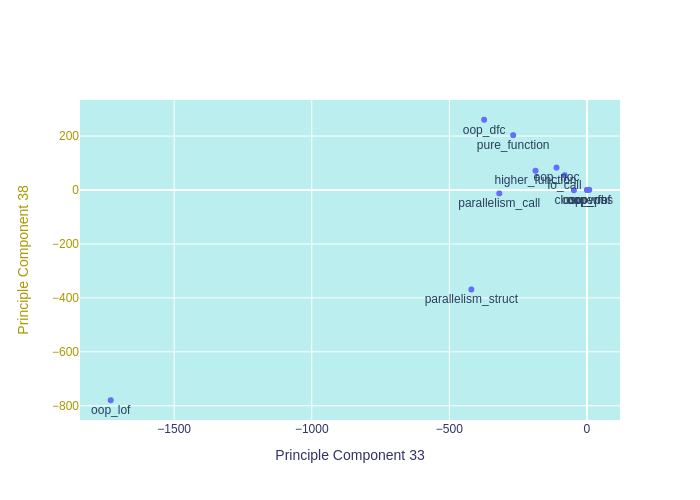 200
0
−200
−400
−600
−800
Principle Component 38
oop_dfc
pure_function
higher_function
io_call
parallelism_call
parallelism_struct
oop_lof
−1500
−1000
−500
0
Principle Component 33